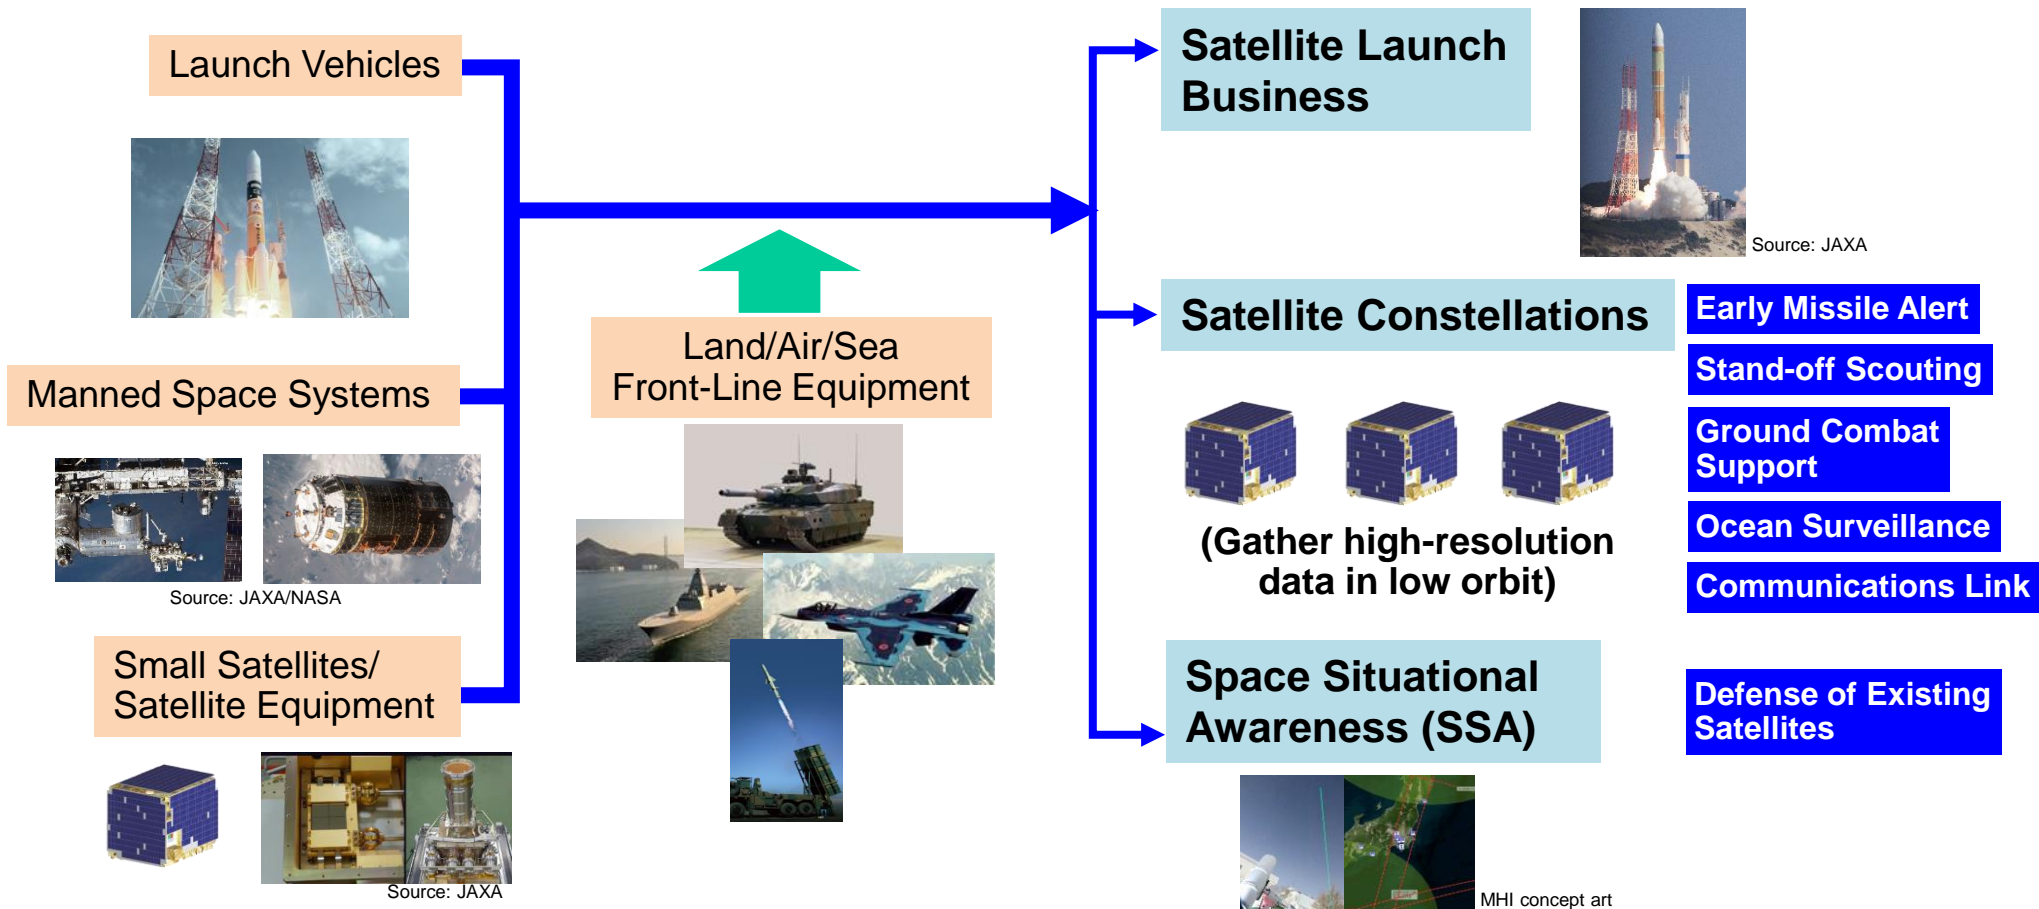 Launch Vehicles
Manned Space Systems
Source: JAXA/NASA
Small Satellites/
Satellite Equipment
Source: JAXA
Land/Air/Sea
Front-Line Equipment
Satellite Launch
Business
Source: JAXA
Satellite Constellations
(Gather high-resolution
data in low orbit)
Early Missile Alert
Stand-off Scouting
Ground Combat
Support
Ocean Surveillance
Communications Link
Space Situational
Awareness (SSA)
Defense of Existing
Satellites
MHI concept art